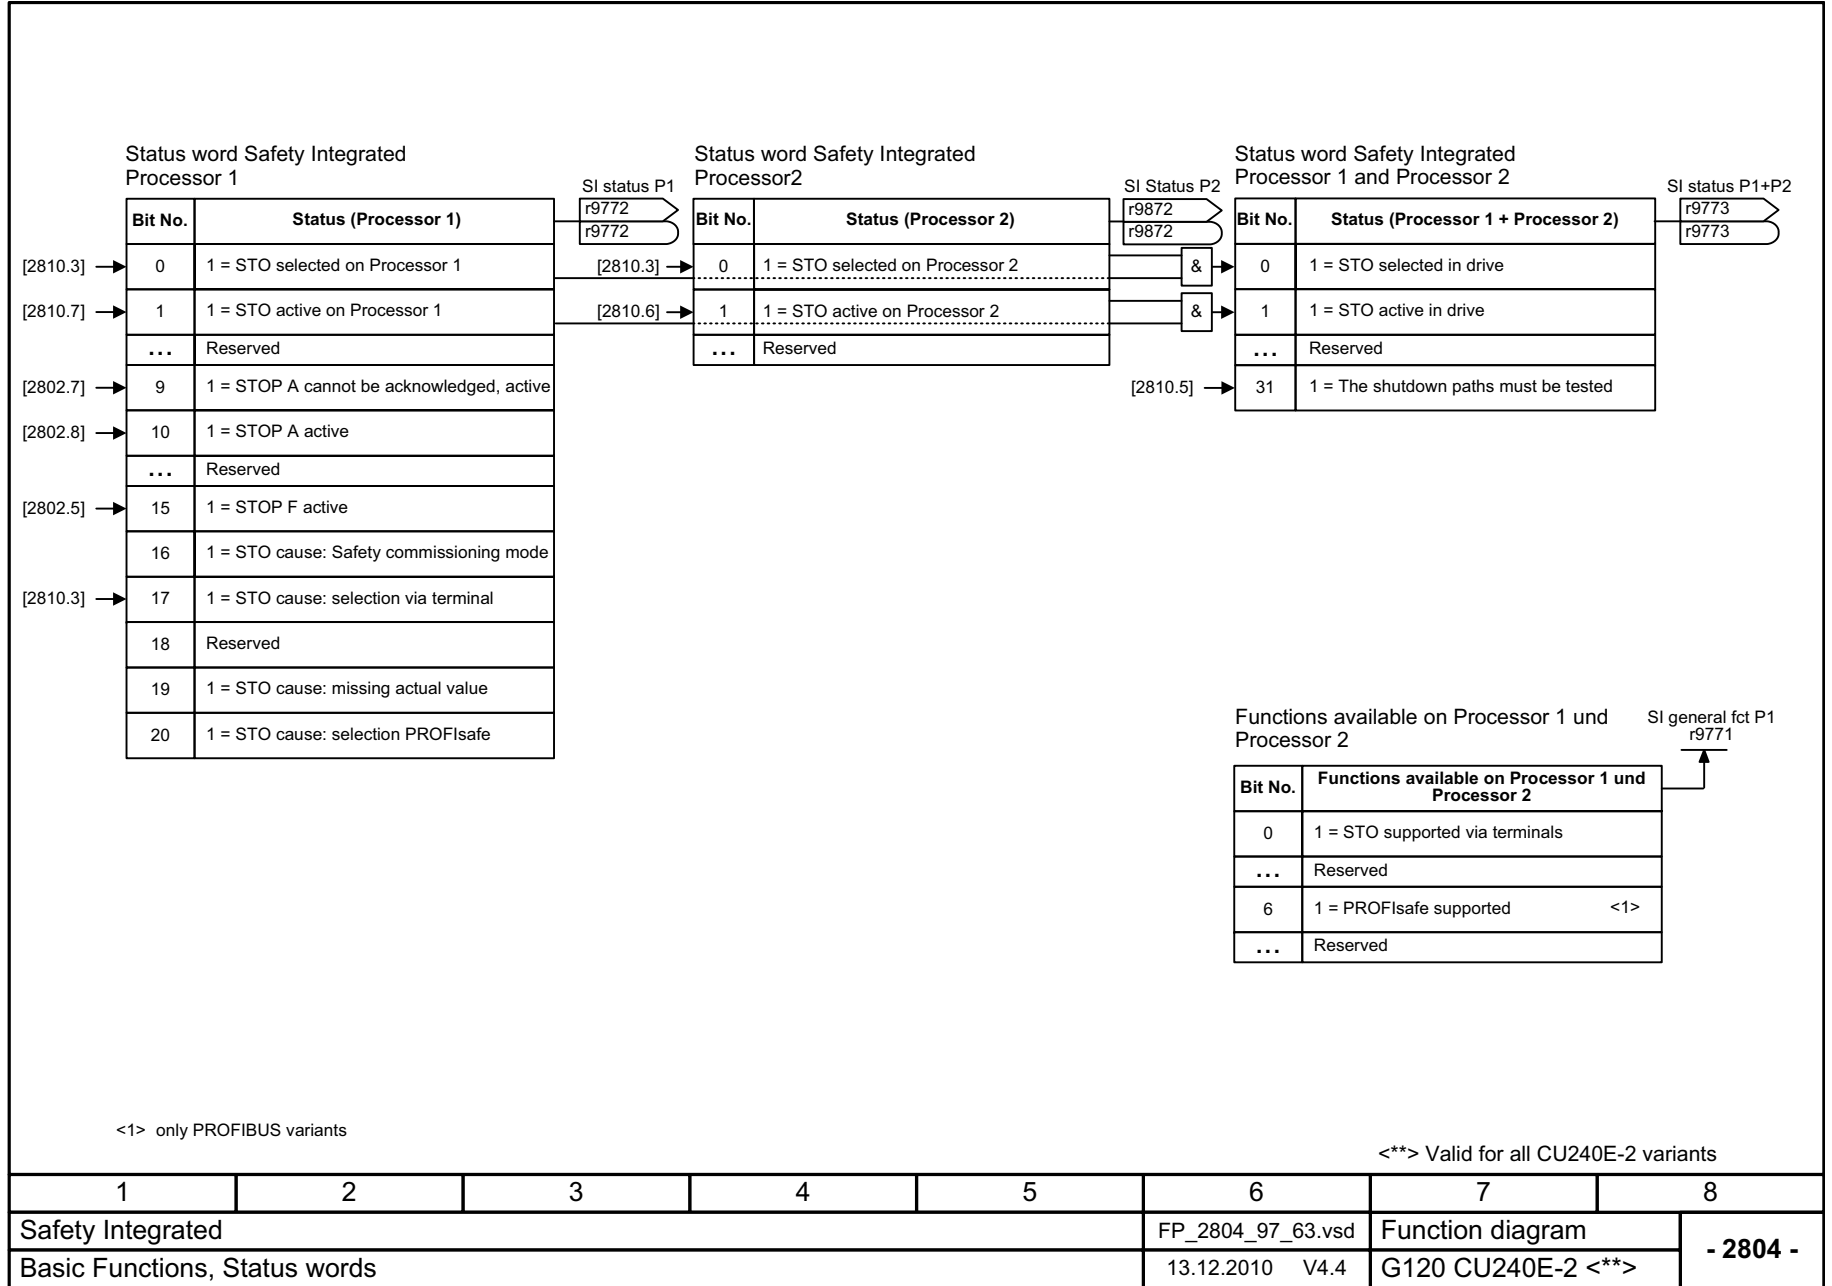 Status word Safety Integrated
Processor 1
SI status P1
r9772
r9772
Bit No. Status (Processor 1)
[2810.3] 0 1 = STO selected on Processor 1
[2810.7] 1 1 = STO active on Processor 1
... Reserved
[2802.7] 9 1 = STOP A cannot be acknowledged, active
[2802.8] 10 1 = STOP A active
... Reserved
[2802.5] 15 1 = STOP F active
16 1 = STO cause: Safety commissioning mode
[2810.3] 17 1 = STO cause: selection via terminal
18 Reserved
19 1 = STO cause: missing actual value
20 1 = STO cause: selection PROFIsafe
Status word Safety Integrated
Processor2
SI Status P2
r9872
r9872
Bit No. Status (Processor 2)
[2810.3] 0 1 = STO selected on Processor 2 &
[2810.6] 1 1 = STO active on Processor 2 &
... Reserved
Status word Safety Integrated
Processor 1 and Processor 2
SI status P1+P2
r9773
r9773
Bit No. Status (Processor 1 + Processor 2)
0 1 = STO selected in drive
1 1 = STO active in drive
... Reserved
[2810.5] 31 1 = The shutdown paths must be tested
Functions available on Processor 1 und
Processor 2
SI general fct P1
r9771
Bit No. Functions available on Processor 1 und
Processor 2
0 1 = STO supported via terminals
... Reserved
6 1 = PROFIsafe supported <1>
... Reserved
<1> only PROFIBUS variants
<**> Valid for all CU240E-2 variants
1 2 3 4 5 6 7 8
Safety Integrated FP_2804_97_63.vsd Function diagram
- 2804 -
Basic Functions, Status words 13.12.2010 V4.4 G120 CU240E-2 <**>